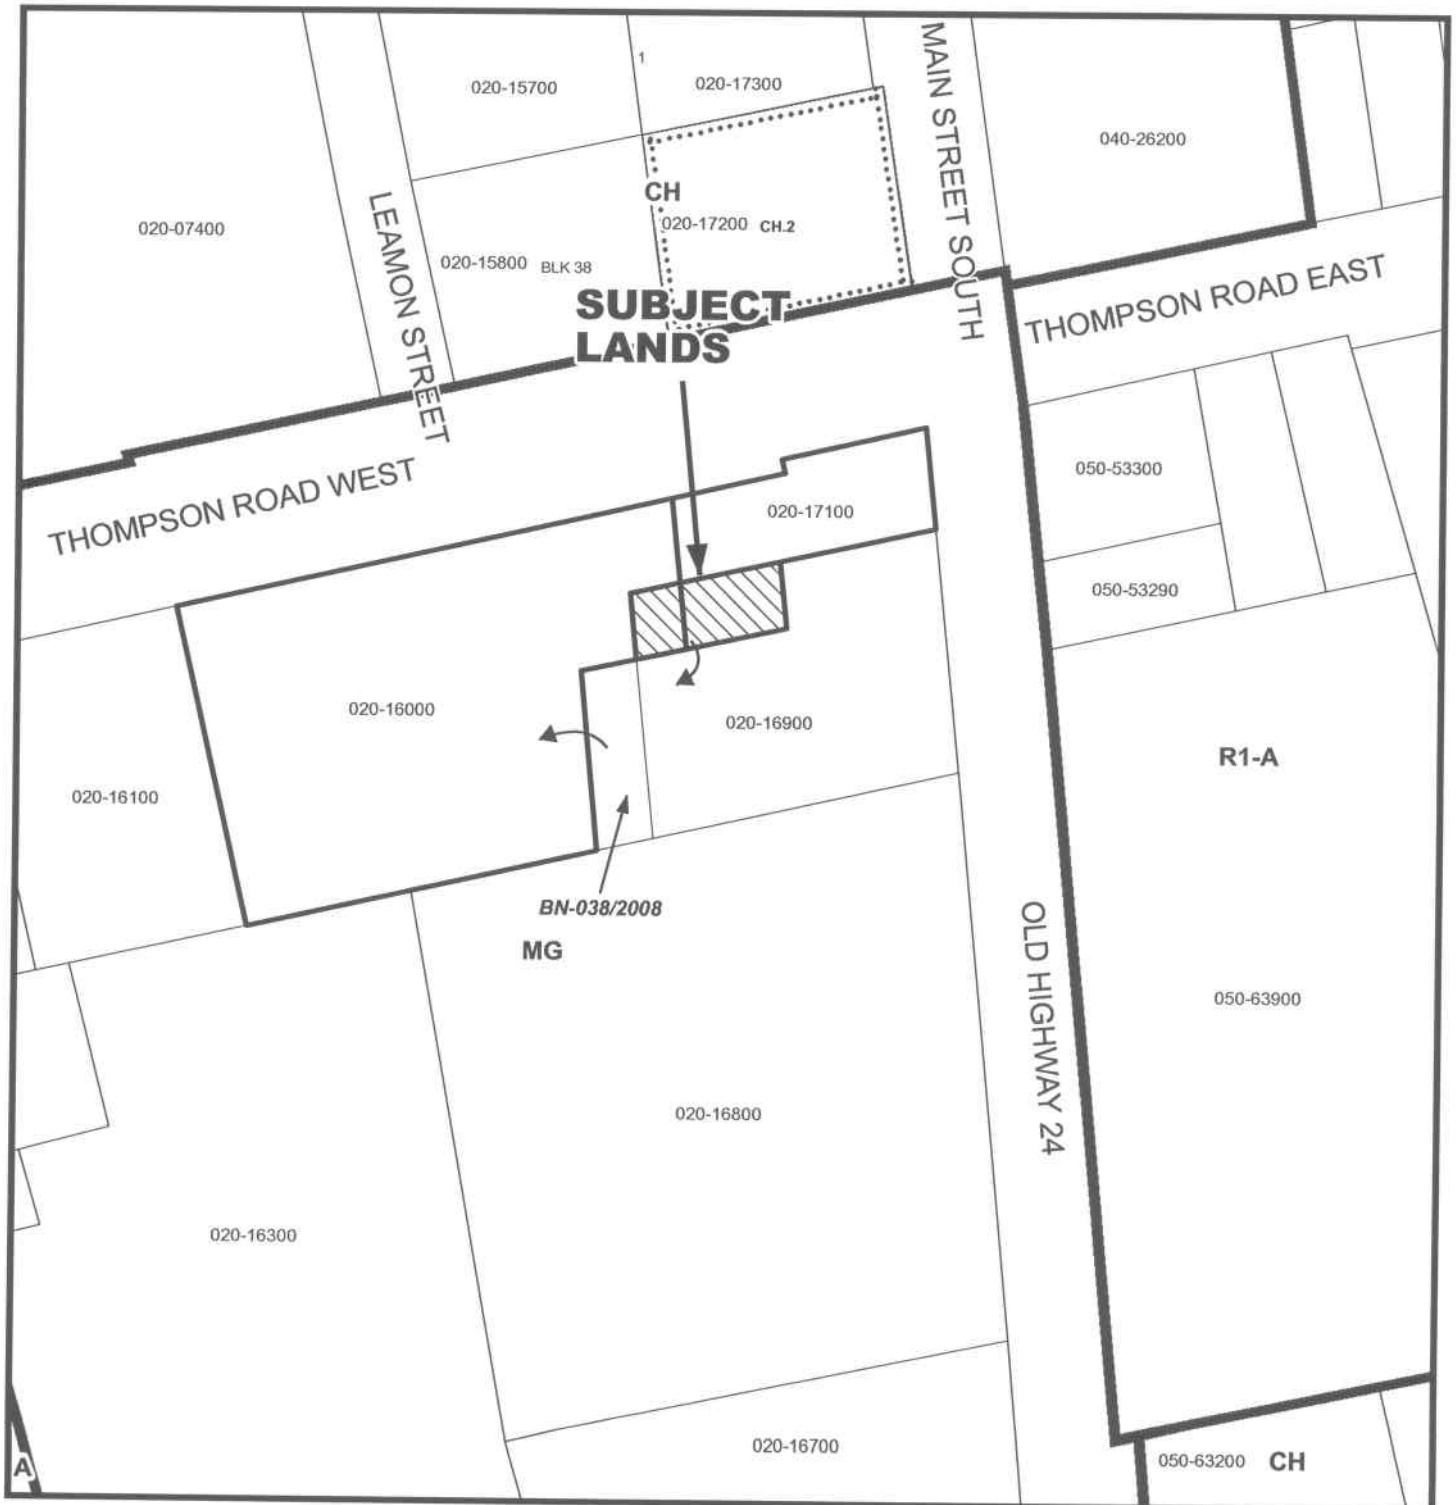 1
020-15700
020-17300
MAIN STREET SOUTH
040-26200
CH
020-07400
LEAMON STREET
020-17200 CH.2
020-15800 BLK 38
SUBJECT
LANDS
THOMPSON ROAD EAST
THOMPSON ROAD WEST
050-53300
020-17100
050-53290
020-16000
020-16900
R1-A
020-16100
BN-038/2008
MG
OLD HIGHWAY 24
050-63900
020-16800
020-16300
020-16700
050-63200 CH
A